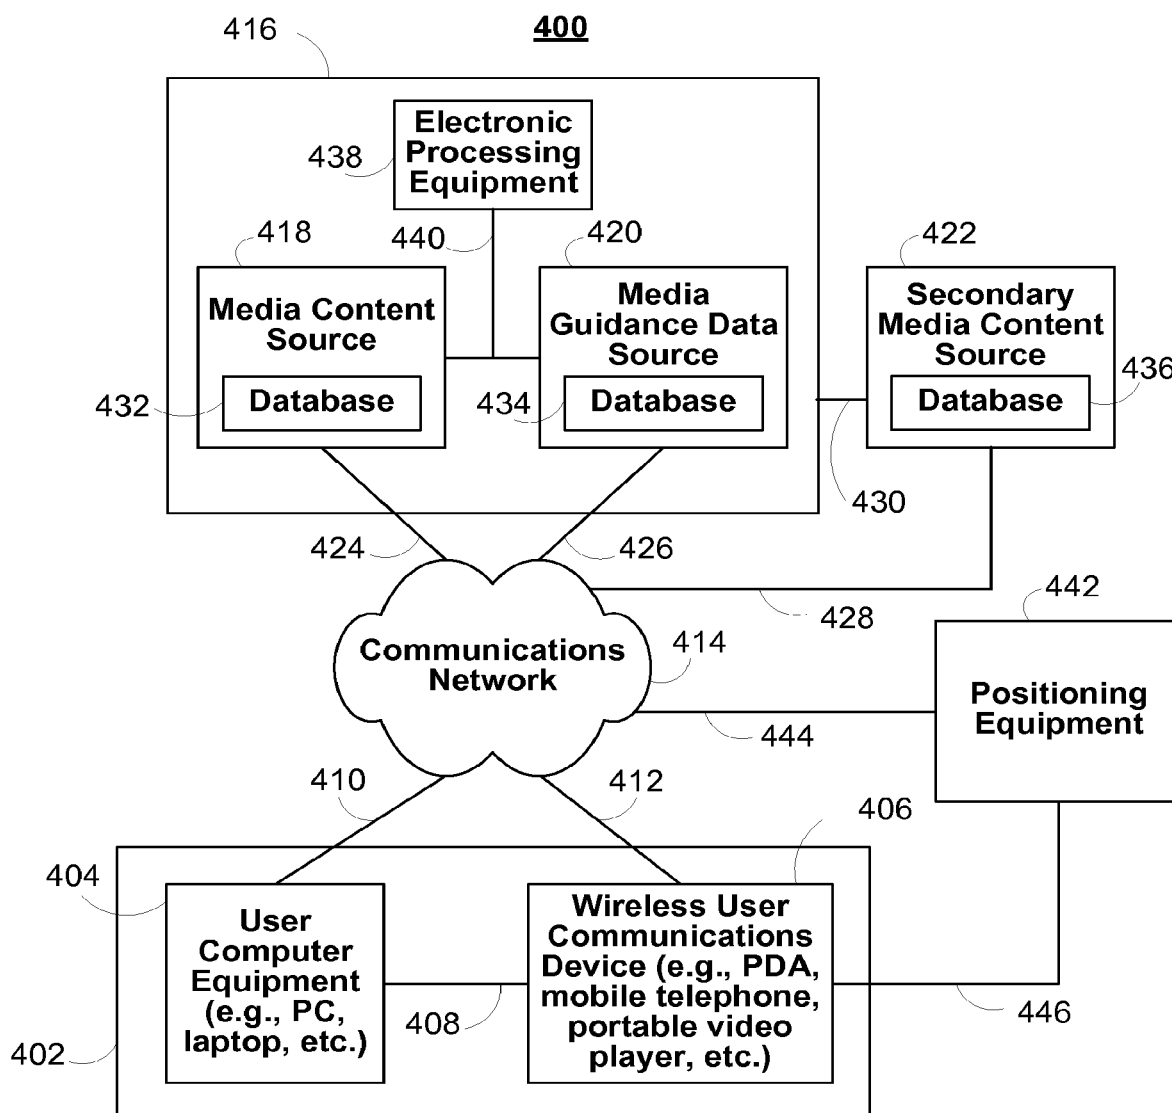 400
416
Electronic
Processing
Equipment
438
418
440
420
422
Media Content
Source
Media
Guidance Data
Source
Secondary
Media Content
Source
432
Database
434
Database
Database
436
430
424
426
428
442
Communications
Network
414
Positioning
Equipment
444
410
412
406
404
User
Computer
Equipment
(e.g., PC,
laptop, etc.)
Wireless User
Communications
Device (e.g., PDA,
mobile telephone,
portable video
player, etc.)
408
446
402